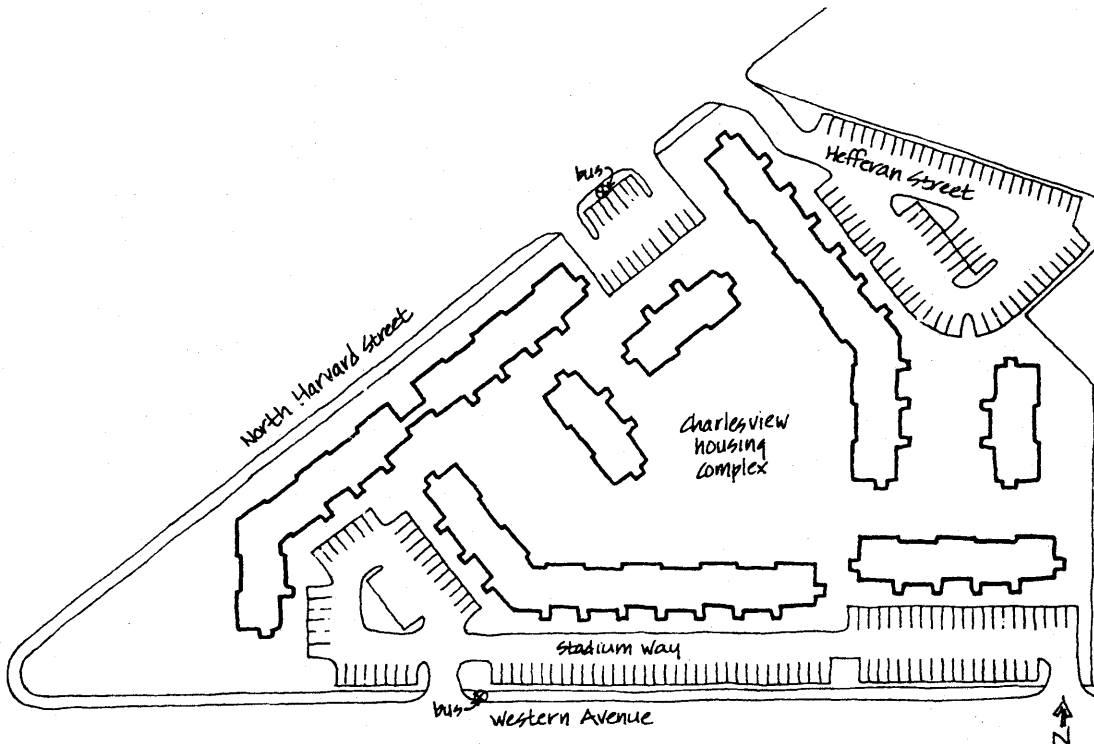 bus
Hefferan Street
North Harvard Street
Charlesview
housing
complex
Stadium Way
bus
Western Avenue
N